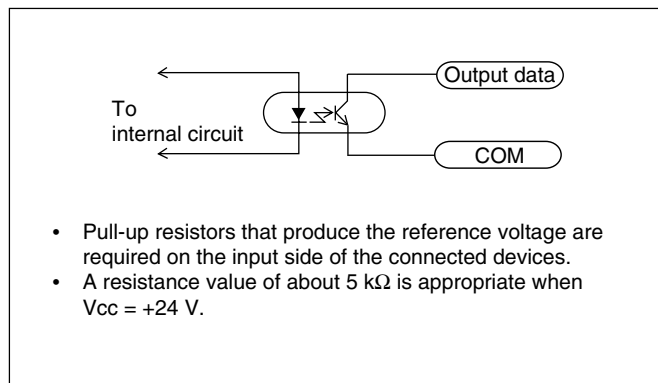 Output data
To
internal circuit
COM
• Pull-up resistors that produce the reference voltage are
required on the input side of the connected devices.
• A resistance value of about 5 kΩ is appropriate when
Vcc = +24 V.